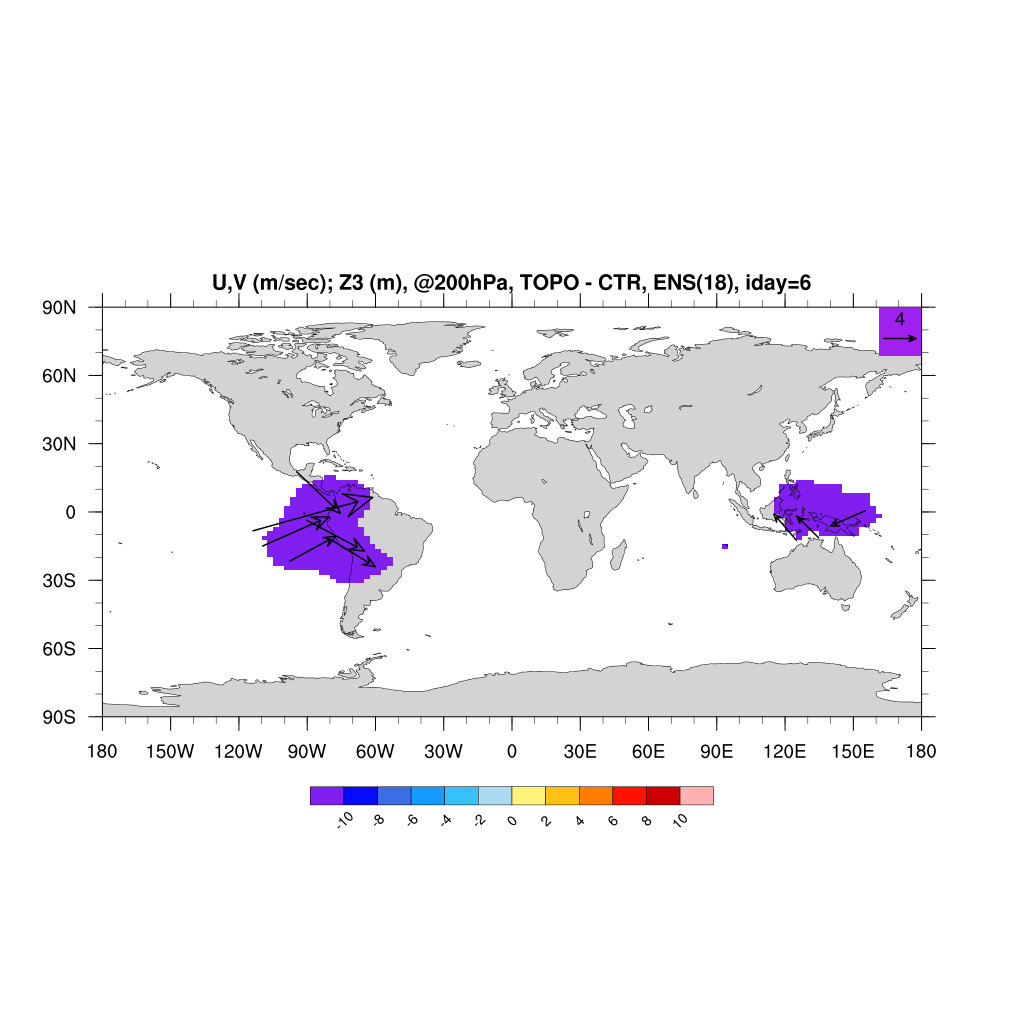 U,V (m/sec); Z3 (m), @200hPa, TOPO - CTR, ENS(18), iday=6
4
90N
60N
30N
0
30S
60S
90S
180 150W 120W 90W 60W 30W 0 30E 60E 90E 120E 150E 180
-10 -8 -6 -4 -2 0 2 4 6 8 10